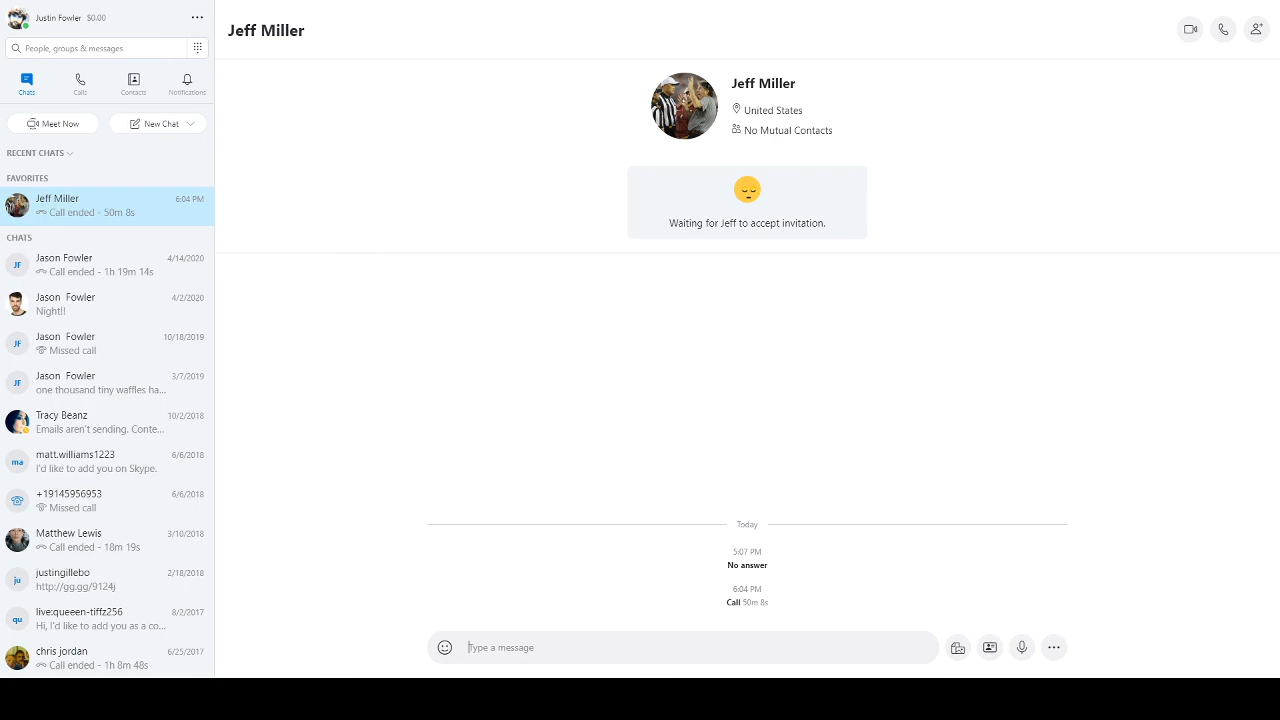 Justin Fowler $0.00
People, groups & messages
Chats
Calls
Contacts
Notifications
Meet Now
New Chat
RECENT CHATS
FAVORITES
Jeff Miller 6:04 PM
Call ended - 50m 8s
CHATS
JF
Jason Fowler 4/14/2020
Call ended - 1h 19m 14s
Jason Fowler 4/2/2020
Night!!
JF
Jason Fowler 10/18/2019
Missed call
JF
Jason Fowler 3/7/2019
one thousand tiny waffles ha...
Tracy Beanz 10/2/2018
Emails aren't sending. Conte...
ma
matt.williams1223 6/6/2018
I'd like to add you on Skype.
+19145956953 6/6/2018
Missed call
Matthew Lewis 3/10/2018
Call ended - 18m 19s
ju
justingillebo 2/18/2018
http://gg.gg/9124j
qu
live:queeen-tiffz256 8/2/2017
Hi, I'd like to add you as a co...
chris jordan 6/25/2017
Call ended - 1h 8m 48s
Jeff Miller
Jeff Miller
United States
No Mutual Contacts
Waiting for Jeff to accept invitation.
Today
5:07 PM
No answer
6:04 PM
Call 50m 8s
Type a message